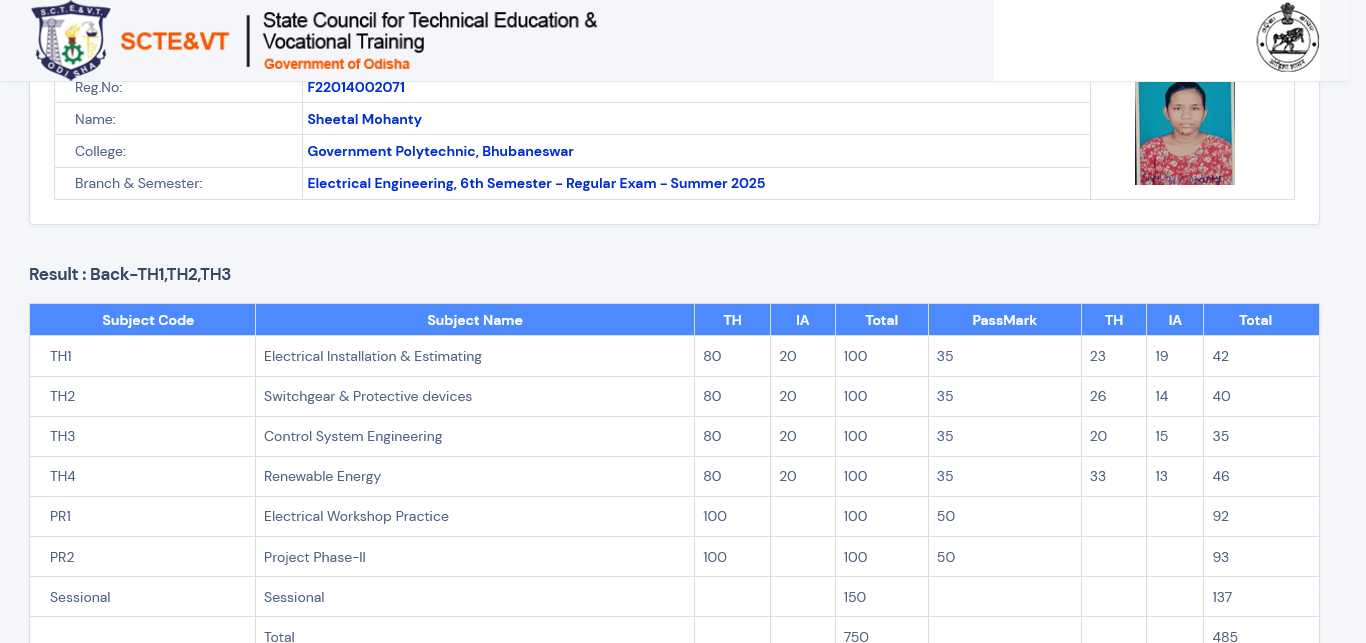 S.C.T.E.&V.T.
ODISHA
SCTE&VT
State Council for Technical Education &
Vocational Training
Government of Odisha
Reg.No: F22014002071
Name: Sheetal Mohanty
College: Government Polytechnic, Bhubaneswar
Branch & Semester: Electrical Engineering, 6th Semester - Regular Exam - Summer 2025
Result : Back-TH1,TH2,TH3
Subject Code Subject Name TH IA Total PassMark TH IA Total
TH1 Electrical Installation & Estimating 80 20 100 35 23 19 42
TH2 Switchgear & Protective devices 80 20 100 35 26 14 40
TH3 Control System Engineering 80 20 100 35 20 15 35
TH4 Renewable Energy 80 20 100 35 33 13 46
PR1 Electrical Workshop Practice 100 100 50 92
PR2 Project Phase-II 100 100 50 93
Sessional Sessional 150 137
Total 750 485